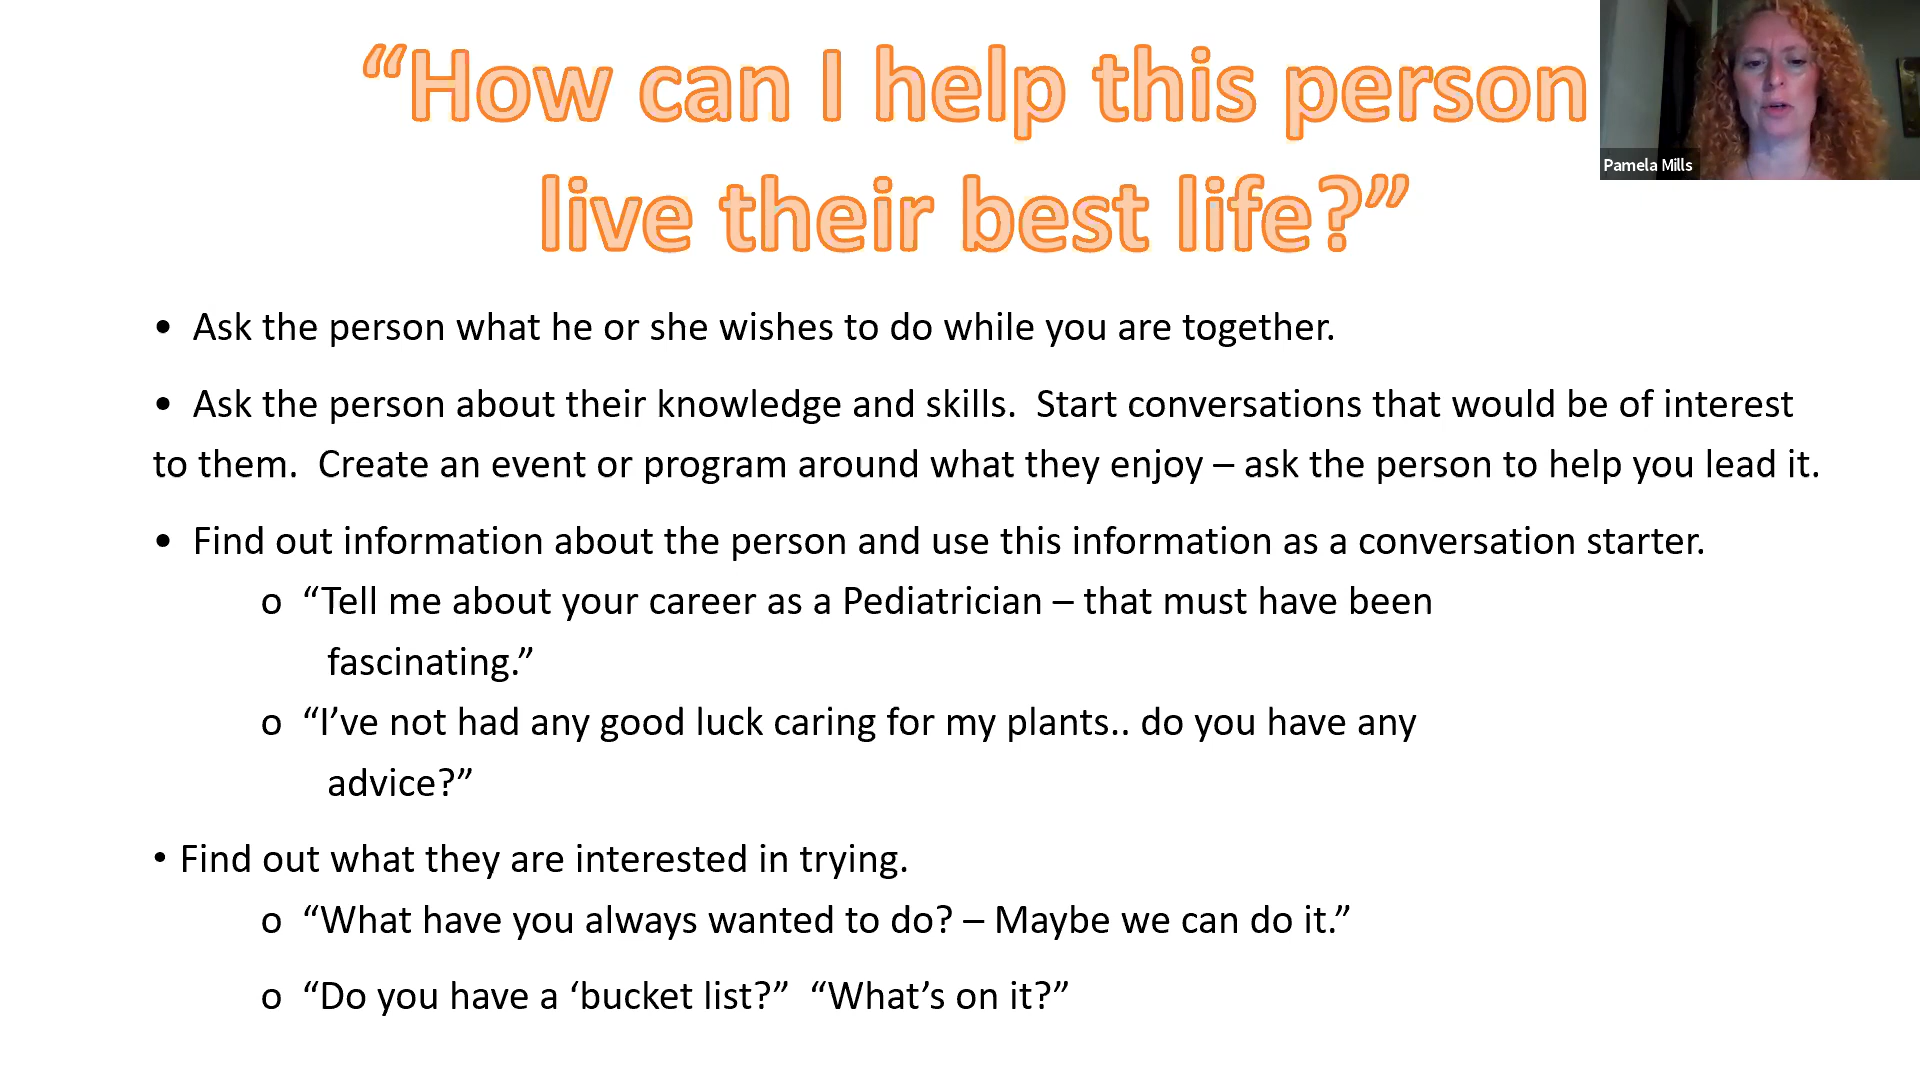 “How can I help this person
live their best life?”
Pamela Mills
• Ask the person what he or she wishes to do while you are together.
• Ask the person about their knowledge and skills.  Start conversations that would be of interest
to them.  Create an event or program around what they enjoy – ask the person to help you lead it.
• Find out information about the person and use this information as a conversation starter.
o “Tell me about your career as a Pediatrician – that must have been
fascinating.”
o “I’ve not had any good luck caring for my plants.. do you have any
advice?”
• Find out what they are interested in trying.
o “What have you always wanted to do? – Maybe we can do it.”
o “Do you have a ‘bucket list?”  “What’s on it?”